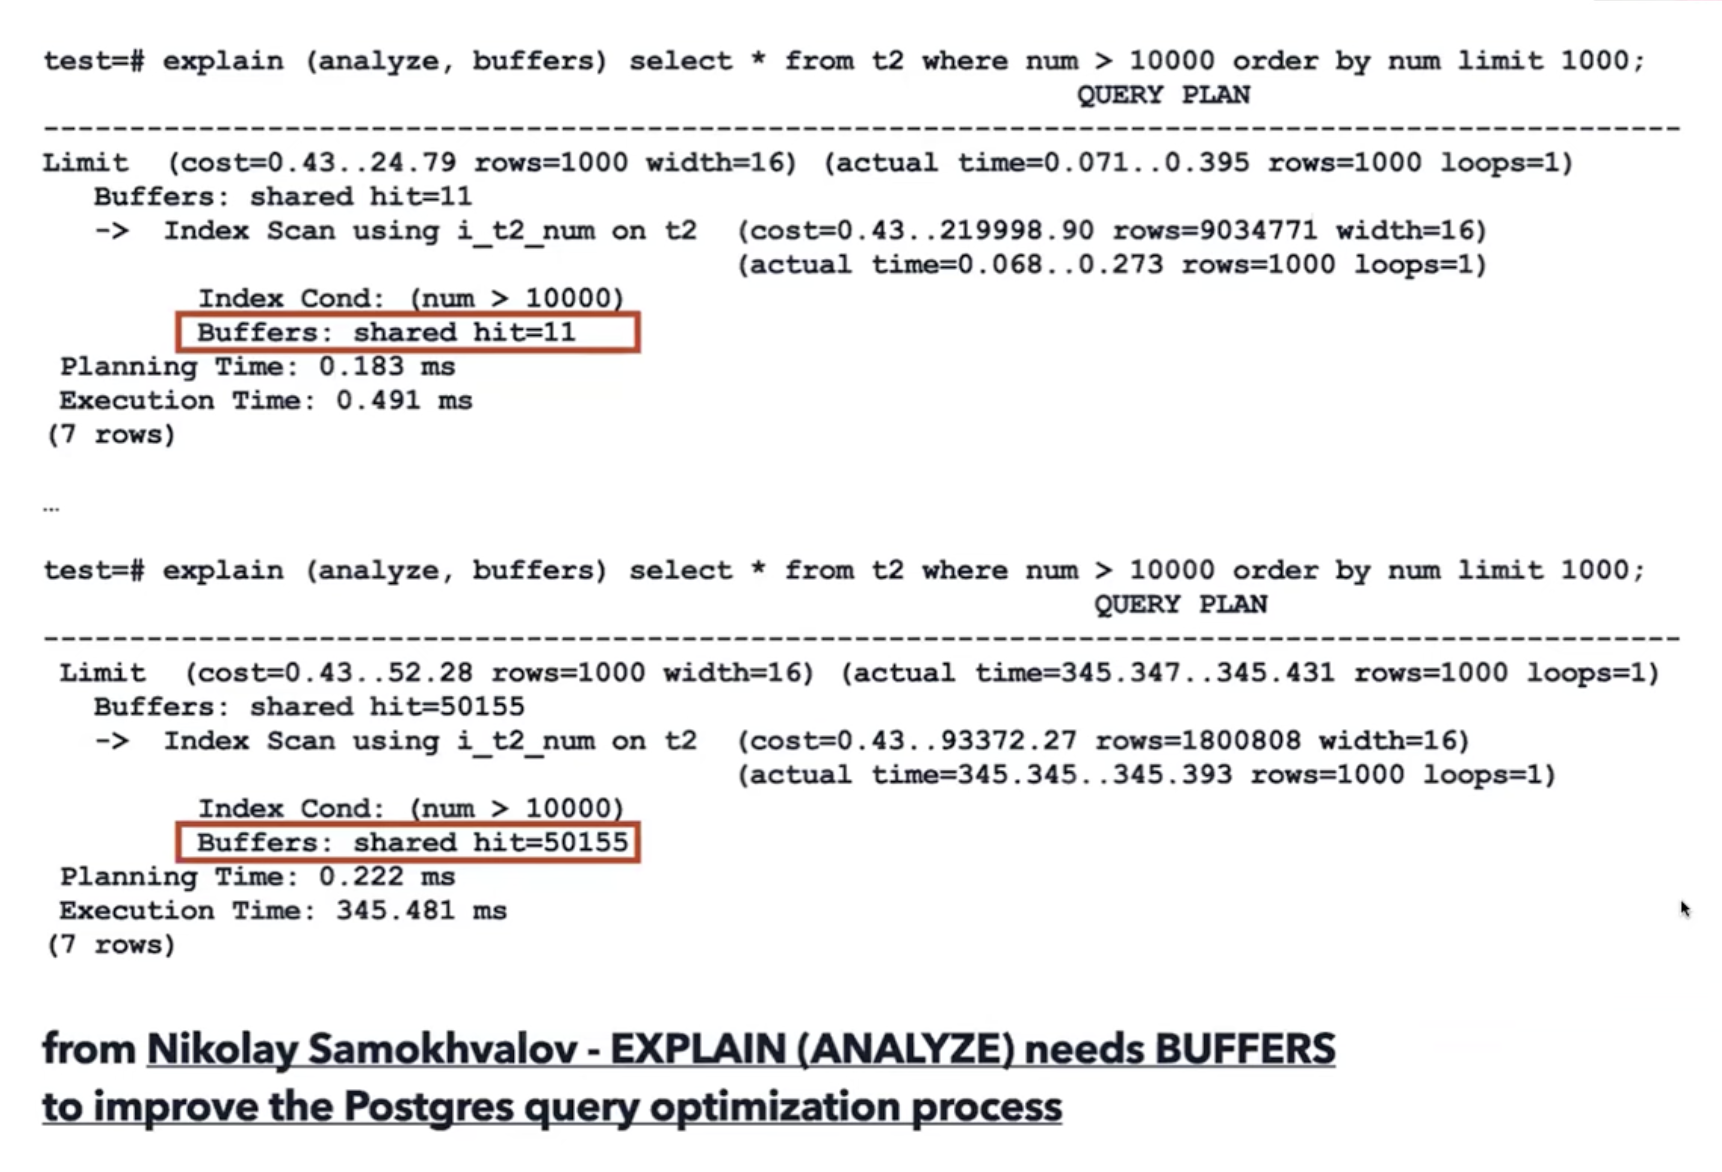 test=# explain (analyze, buffers) select * from t2 where num > 10000 order by num limit 1000;
QUERY PLAN
-----------------------------------------------------------------------------------------------
Limit  (cost=0.43..24.79 rows=1000 width=16) (actual time=0.071..0.395 rows=1000 loops=1)
Buffers: shared hit=11
->  Index Scan using i_t2_num on t2  (cost=0.43..219998.90 rows=9034771 width=16)
(actual time=0.068..0.273 rows=1000 loops=1)
Index Cond: (num > 10000)
Buffers: shared hit=11
Planning Time: 0.183 ms
Execution Time: 0.491 ms
(7 rows)
…
test=# explain (analyze, buffers) select * from t2 where num > 10000 order by num limit 1000;
QUERY PLAN
-----------------------------------------------------------------------------------------------
Limit  (cost=0.43..52.28 rows=1000 width=16) (actual time=345.347..345.431 rows=1000 loops=1)
Buffers: shared hit=50155
->  Index Scan using i_t2_num on t2  (cost=0.43..93372.27 rows=1800808 width=16)
(actual time=345.345..345.393 rows=1000 loops=1)
Index Cond: (num > 10000)
Buffers: shared hit=50155
Planning Time: 0.222 ms
Execution Time: 345.481 ms
(7 rows)
from Nikolay Samokhvalov - EXPLAIN (ANALYZE) needs BUFFERS
to improve the Postgres query optimization process